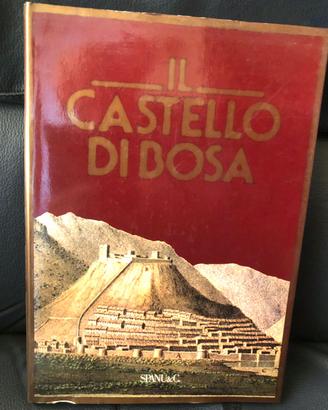 IL
CASTELLO
DI BOSA
SPANU & C.